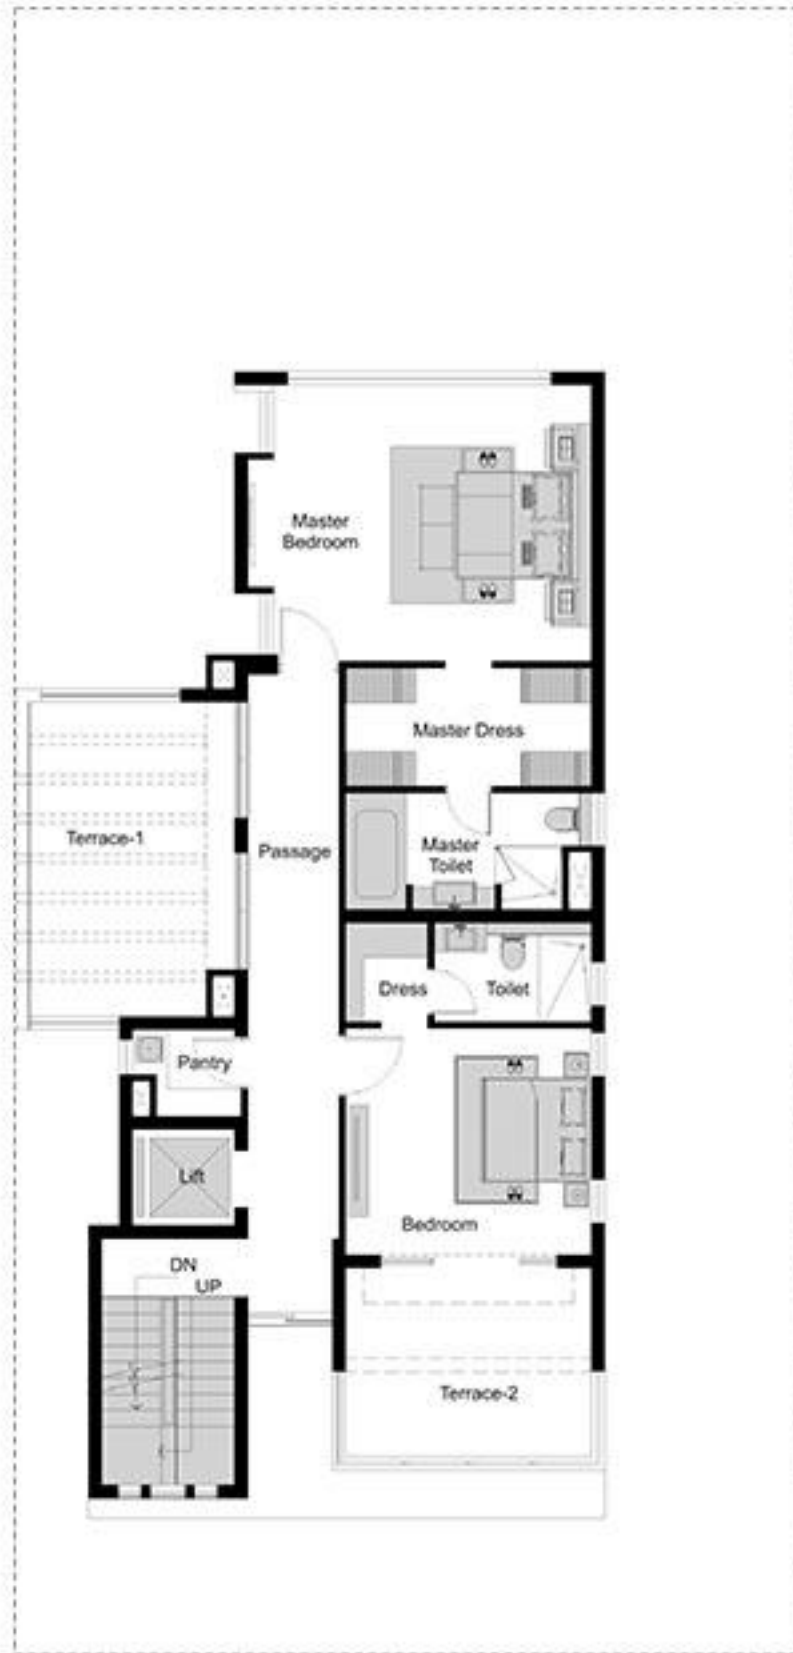 Master
Bedroom
Master Dress
Terrace-1
Passage
Master
Toilet
Dress
Toilet
Pantry
Lift
Bedroom
DN
UP
Terrace-2